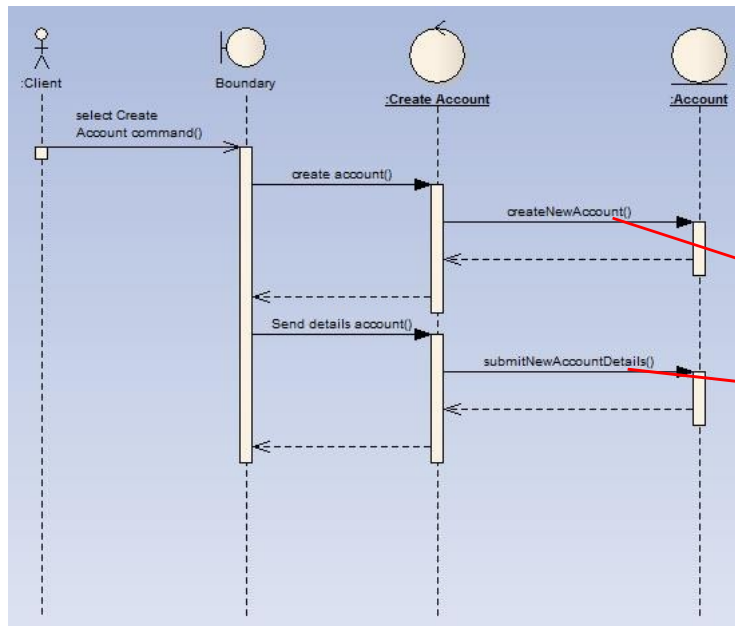 :Client
Boundary
:Create Account
:Account
select Create
Account command()
create account()
createNewAccount()
Send details account()
submitNewAccountDetails()